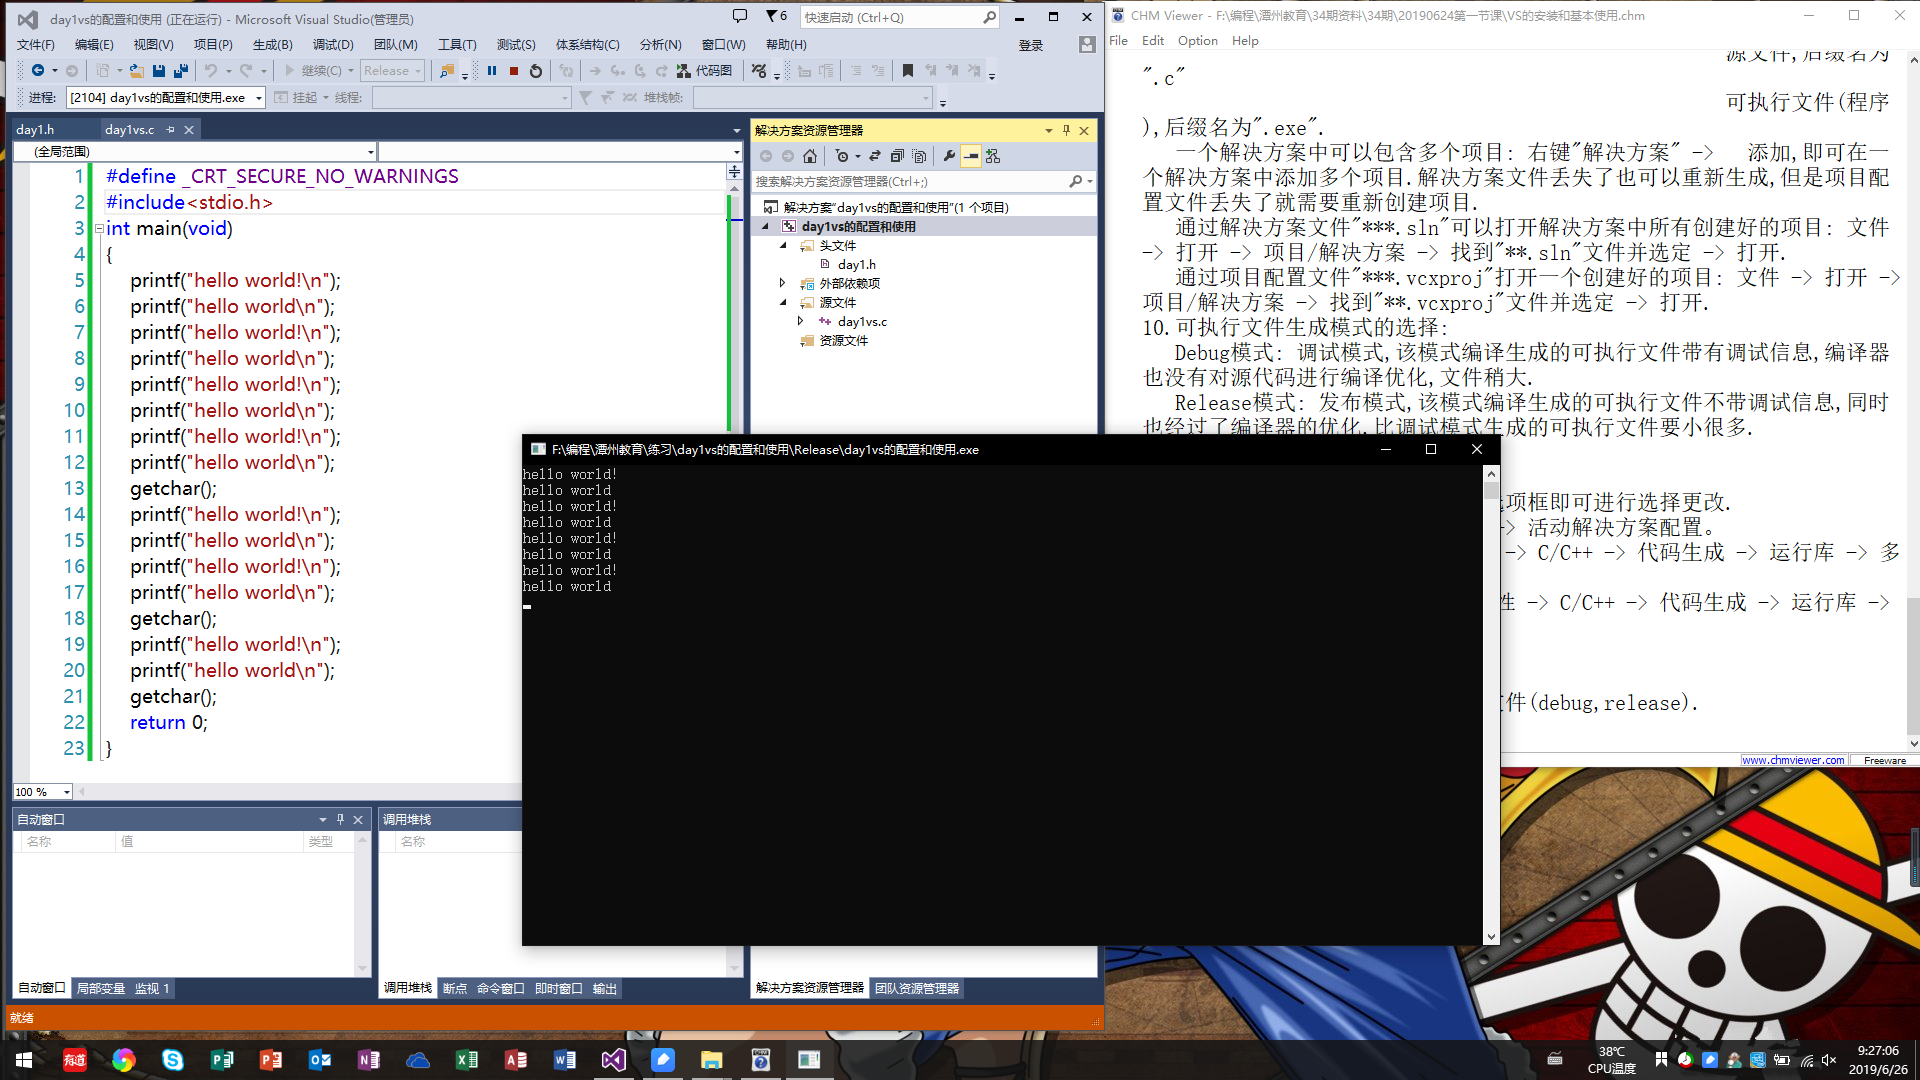 day1vs的配置和使用 (正在运行) - Microsoft Visual Studio(管理员)
6
快速启动 (Ctrl+Q)
文件(F) 编辑(E) 视图(V) 项目(P) 生成(B) 调试(D) 团队(M) 工具(T) 测试(S) 体系结构(C) 分析(N) 窗口(W) 帮助(H) 登录
继续(C) Release 代码图
进程: [2104] day1vs的配置和使用.exe 挂起 线程: 堆栈帧:
day1.h day1vs.c
(全局范围)
1 #define _CRT_SECURE_NO_WARNINGS
2 #include<stdio.h>
3 int main(void)
4 {
5 printf("hello world!\n");
6 printf("hello world\n");
7 printf("hello world!\n");
8 printf("hello world\n");
9 printf("hello world!\n");
10 printf("hello world\n");
11 printf("hello world!\n");
12 printf("hello world\n");
13 getchar();
14 printf("hello world!\n");
15 printf("hello world\n");
16 printf("hello world!\n");
17 printf("hello world\n");
18 getchar();
19 printf("hello world!\n");
20 printf("hello world\n");
21 getchar();
22 return 0;
23 }
100 %
自动窗口
名称 值 类型
自动窗口 局部变量 监视 1
调用堆栈
名称
调用堆栈 断点 命令窗口 即时窗口 输出
解决方案资源管理器
搜索解决方案资源管理器(Ctrl+;)
解决方案"day1vs的配置和使用"(1 个项目)
day1vs的配置和使用
头文件
day1.h
外部依赖项
源文件
day1vs.c
资源文件
解决方案资源管理器 团队资源管理器
就绪
F:\编程\潭州教育\练习\day1vs的配置和使用\Release\day1vs的配置和使用.exe
hello world!
hello world
hello world!
hello world
hello world!
hello world
hello world!
hello world
CHM Viewer - F:\编程\潭州教育\34期资料\34期\20190624第一节课\VS的安装和基本使用.chm
File Edit Option Help
源文件,后缀名为
".c"
可执行文件(程序
),后缀名为".exe".
一个解决方案中可以包含多个项目: 右键"解决方案" -> 添加,即可在一
个解决方案中添加多个项目.解决方案文件丢失了也可以重新生成,但是项目配
置文件丢失了就需要重新创建项目.
通过解决方案文件"***.sln"可以打开解决方案中所有创建好的项目: 文件
-> 打开 -> 项目/解决方案 -> 找到"**.sln"文件并选定 -> 打开.
通过项目配置文件"***.vcxproj"打开一个创建好的项目: 文件 -> 打开 ->
项目/解决方案 -> 找到"**.vcxproj"文件并选定 -> 打开.
10.可执行文件生成模式的选择:
Debug模式: 调试模式,该模式编译生成的可执行文件带有调试信息,编译器
也没有对源代码进行编译优化,文件稍大.
Release模式: 发布模式,该模式编译生成的可执行文件不带调试信息,同时
也经过了编译器的优化.比调试模式生成的可执行文件要小很多.
项框即可进行选择更改.
-> 活动解决方案配置。
-> C/C++ -> 代码生成 -> 运行库 -> 多
性 -> C/C++ -> 代码生成 -> 运行库 ->
件(debug,release).
www.chmviewer.com Freeware
有道
38℃
CPU温度
9:27:06
2019/6/26